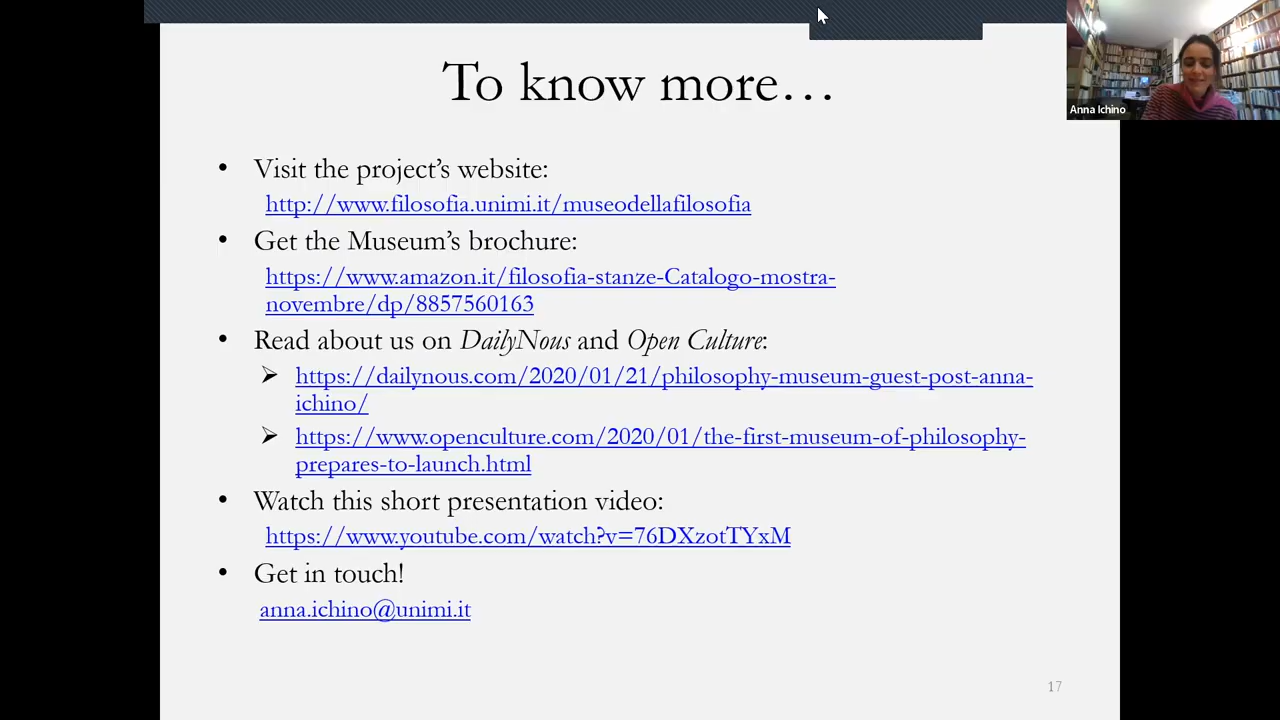 To know more…
Anna Ichino
• Visit the project’s website:
http://www.filosofia.unimi.it/museodellafilosofia
• Get the Museum’s brochure:
https://www.amazon.it/filosofia-stanze-Catalogo-mostra-
novembre/dp/8857560163
• Read about us on DailyNous and Open Culture:
➢ https://dailynous.com/2020/01/21/philosophy-museum-guest-post-anna-
ichino/
➢ https://www.openculture.com/2020/01/the-first-museum-of-philosophy-
prepares-to-launch.html
• Watch this short presentation video:
https://www.youtube.com/watch?v=76DXzotTYxM
• Get in touch!
anna.ichino@unimi.it
17